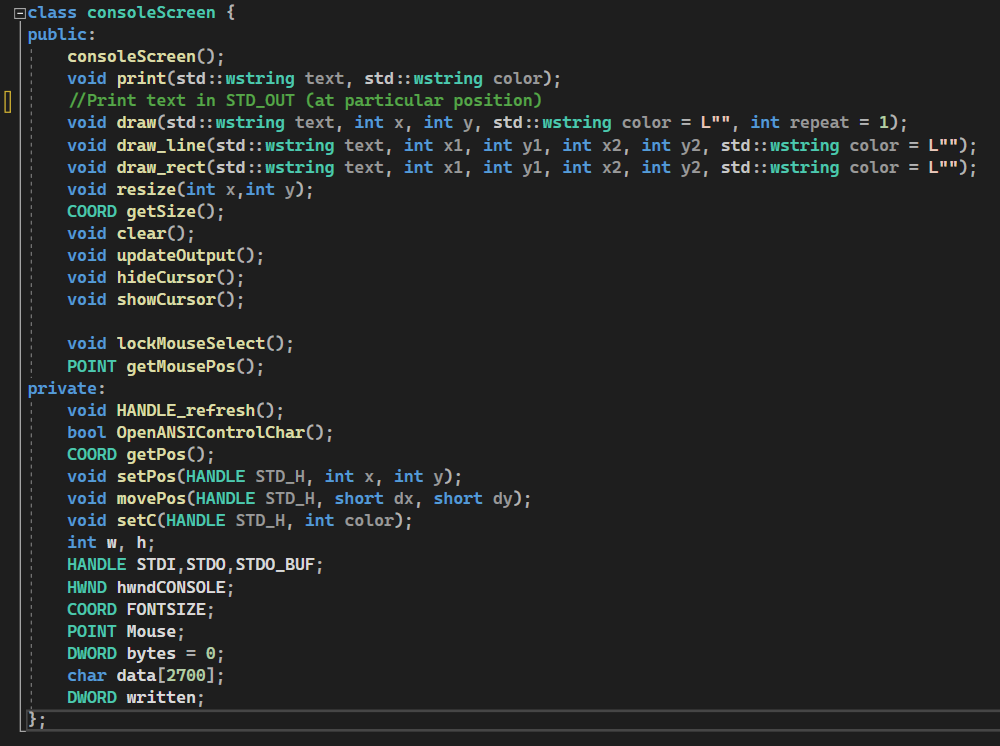 class consoleScreen {
public:
    consoleScreen();
    void print(std::wstring text, std::wstring color);
    //Print text in STD_OUT (at particular position)
    void draw(std::wstring text, int x, int y, std::wstring color = L"", int repeat = 1);
    void draw_line(std::wstring text, int x1, int y1, int x2, int y2, std::wstring color = L"");
    void draw_rect(std::wstring text, int x1, int y1, int x2, int y2, std::wstring color = L"");
    void resize(int x,int y);
    COORD getSize();
    void clear();
    void updateOutput();
    void hideCursor();
    void showCursor();

    void lockMouseSelect();
    POINT getMousePos();
private:
    void HANDLE_refresh();
    bool OpenANSIControlChar();
    COORD getPos();
    void setPos(HANDLE STD_H, int x, int y);
    void movePos(HANDLE STD_H, short dx, short dy);
    void setC(HANDLE STD_H, int color);
    int w, h;
    HANDLE STDI,STDO,STDO_BUF;
    HWND hwndCONSOLE;
    COORD FONTSIZE;
    POINT Mouse;
    DWORD bytes = 0;
    char data[2700];
    DWORD written;
};